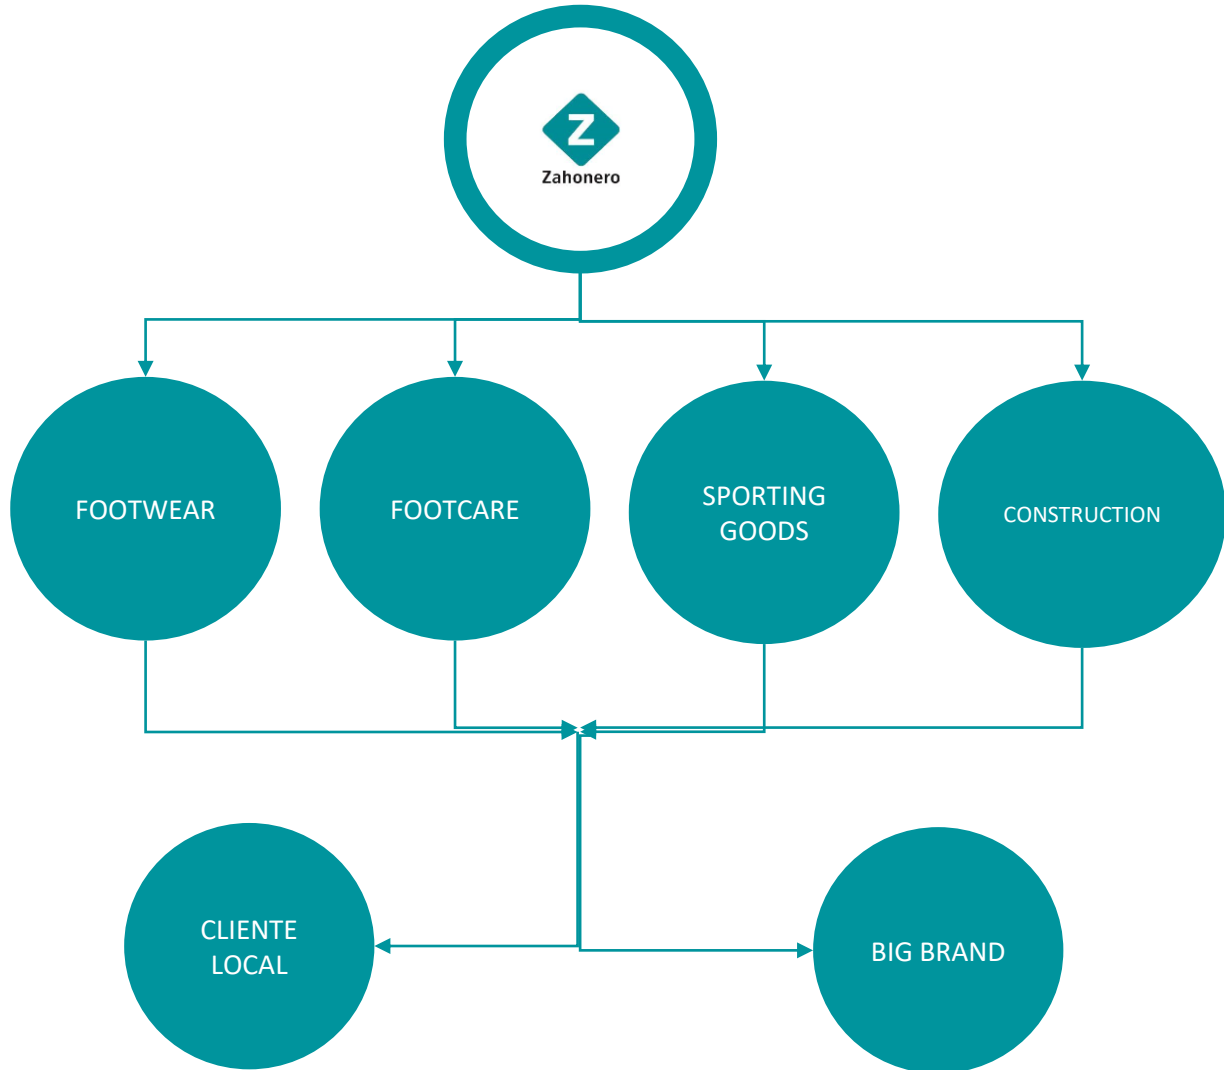 Z
Zahonero
FOOTWEAR
FOOTCARE
SPORTING
GOODS
CONSTRUCTION
CLIENTE
LOCAL
BIG BRAND